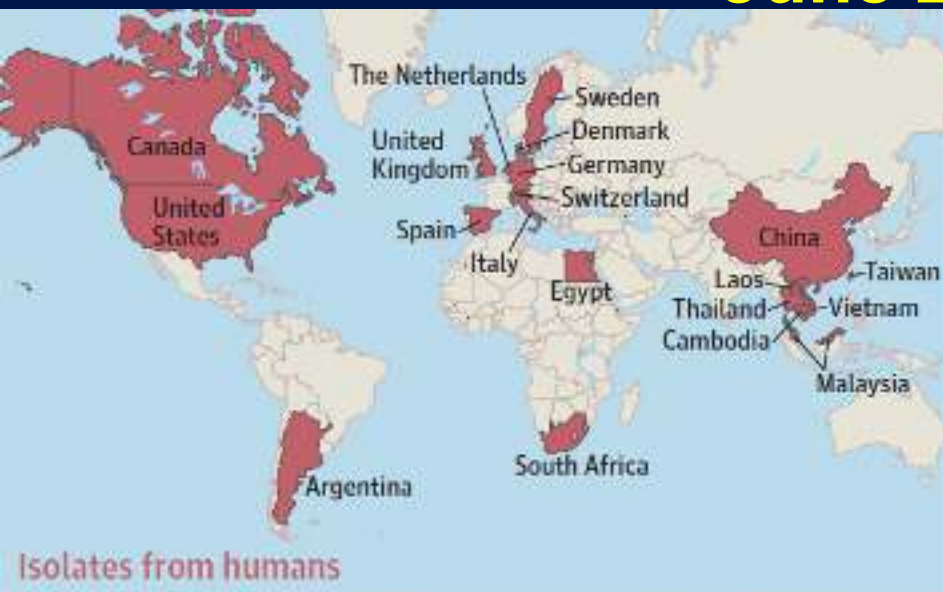 The Netherlands
Sweden
Denmark
United
Kingdom
Germany
Switzerland
Canada
United
States
Spain
Italy
Egypt
China
Laos
Taiwan
Thailand
Vietnam
Cambodia
Malaysia
South Africa
Argentina
Isolates from humans